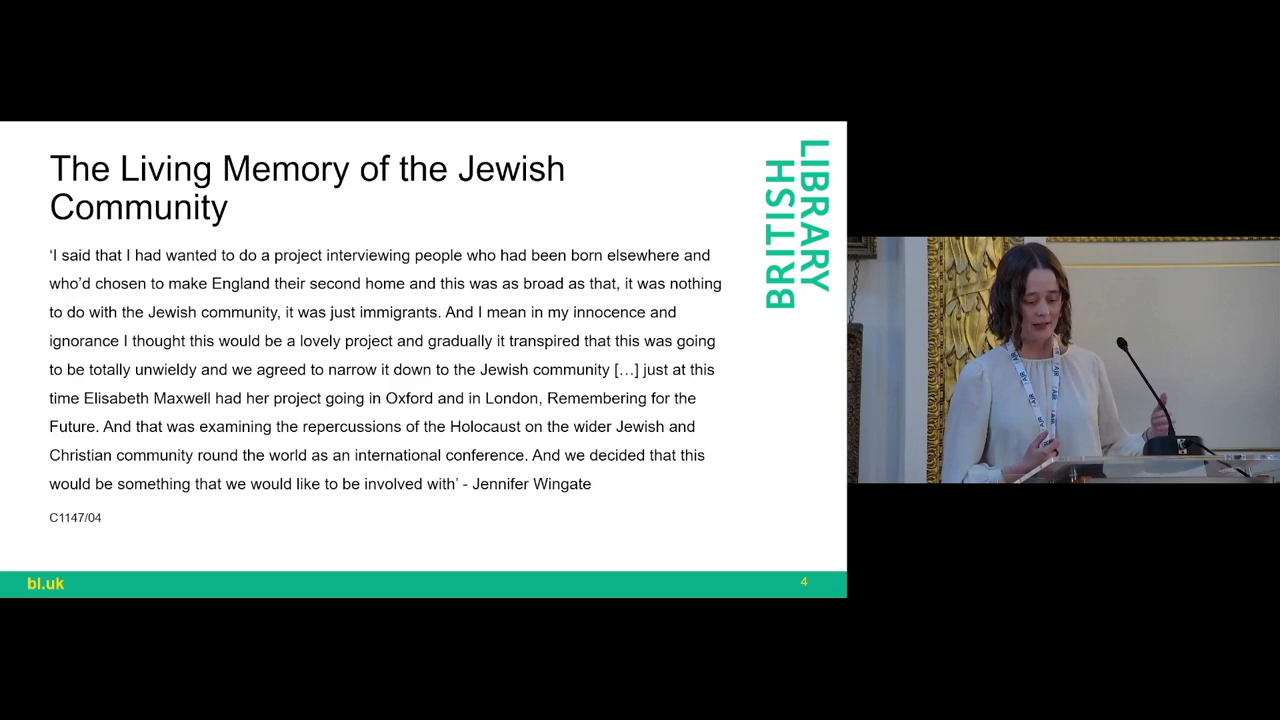 The Living Memory of the Jewish
Community
‘I said that I had wanted to do a project interviewing people who had been born elsewhere and
who’d chosen to make England their second home and this was as broad as that, it was nothing
to do with the Jewish community, it was just immigrants. And I mean in my innocence and
ignorance I thought this would be a lovely project and gradually it transpired that this was going
to be totally unwieldy and we agreed to narrow it down to the Jewish community […] just at this
time Elisabeth Maxwell had her project going in Oxford and in London, Remembering for the
Future. And that was examining the repercussions of the Holocaust on the wider Jewish and
Christian community round the world as an international conference. And we decided that this
would be something that we would like to be involved with’ - Jennifer Wingate
C1147/04
BRITISH
LIBRARY
bl.uk
4